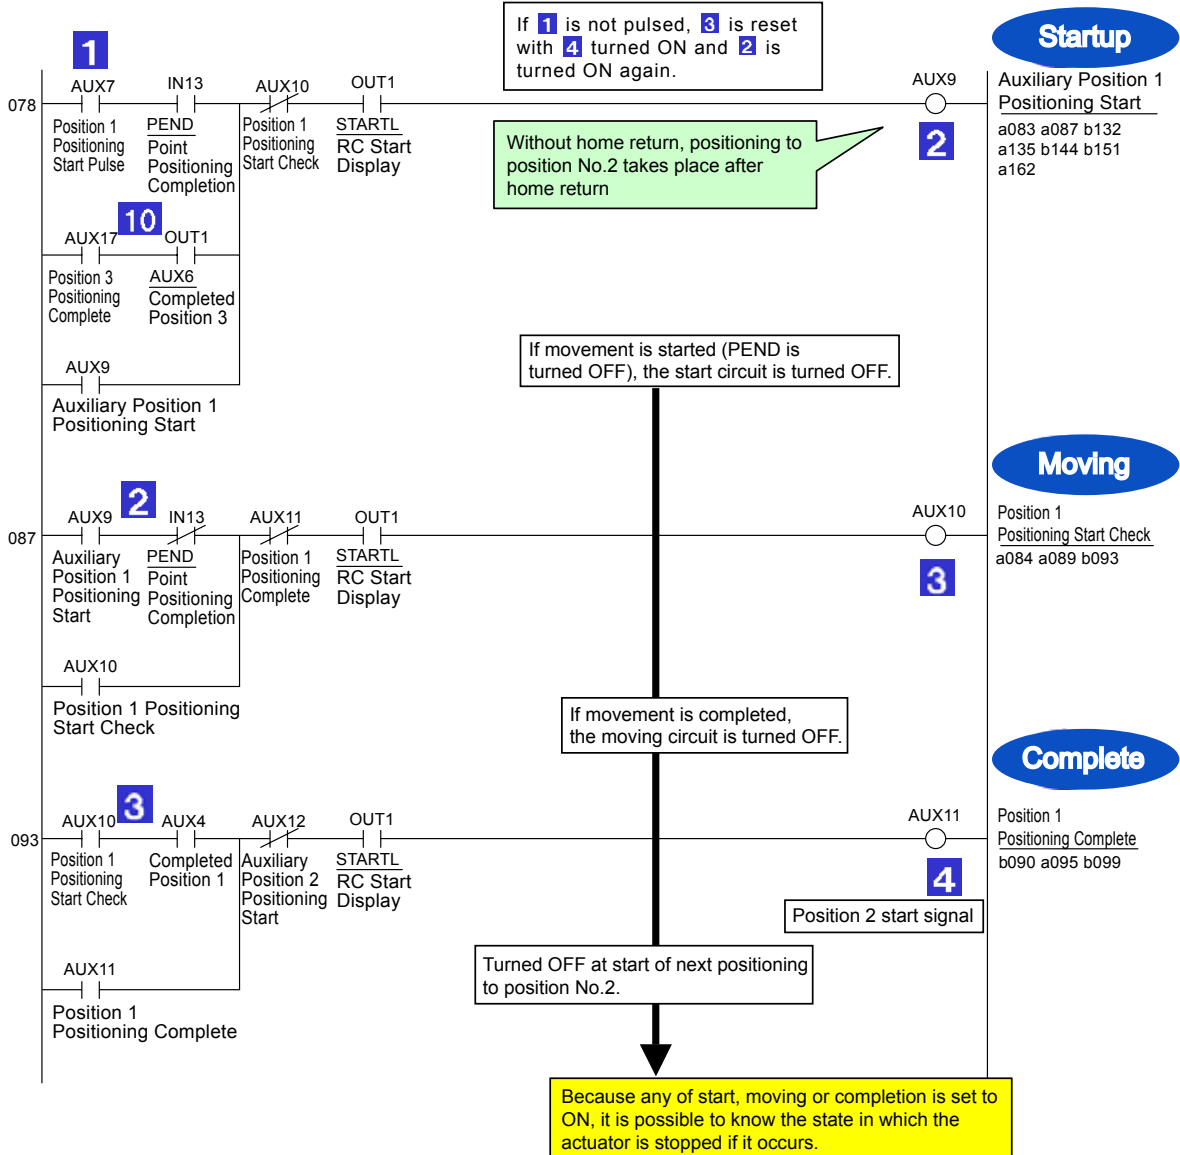 If 1 is not pulsed, 3 is reset
with 4 turned ON and 2 is
turned ON again.
Startup
1
AUX7
IN13
AUX10
OUT1
AUX9
078
Position 1
Positioning
Start Pulse
PEND
Point
Positioning
Completion
Position 1
Positioning
Start Check
STARTL
RC Start
Display
Without home return, positioning to
position No.2 takes place after
home return
2
Auxiliary Position 1
Positioning Start
a083 a087 b132
a135 b144 b151
a162
10
AUX17
OUT1
Position 3
Positioning
Complete
AUX6
Completed
Position 3
AUX9
Auxiliary Position 1
Positioning Start
If movement is started (PEND is
turned OFF), the start circuit is turned OFF.
Moving
2
AUX9
IN13
AUX11
OUT1
AUX10
087
Auxiliary
Position 1
Positioning
Start
PEND
Point
Positioning
Completion
Position 1
Positioning
Complete
STARTL
RC Start
Display
3
Position 1
Positioning Start Check
a084 a089 b093
AUX10
Position 1 Positioning
Start Check
If movement is completed,
the moving circuit is turned OFF.
Complete
3
AUX10
AUX4
AUX12
OUT1
AUX11
093
Position 1
Positioning
Start Check
Completed
Position 1
Auxiliary
Position 2
Positioning
Start
STARTL
RC Start
Display
4
Position 1
Positioning Complete
b090 a095 b099
Position 2 start signal
AUX11
Position 1
Positioning Complete
Turned OFF at start of next positioning
to position No.2.
Because any of start, moving or completion is set to
ON, it is possible to know the state in which the
actuator is stopped if it occurs.